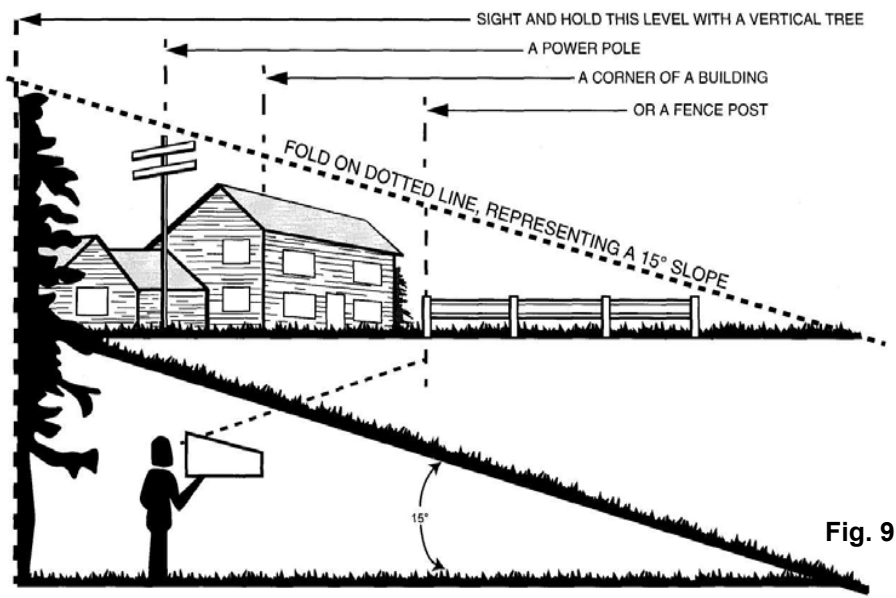 SIGHT AND HOLD THIS LEVEL WITH A VERTICAL TREE
A POWER POLE
A CORNER OF A BUILDING
OR A FENCE POST
FOLD ON DOTTED LINE, REPRESENTING A 15° SLOPE
15°
Fig. 9